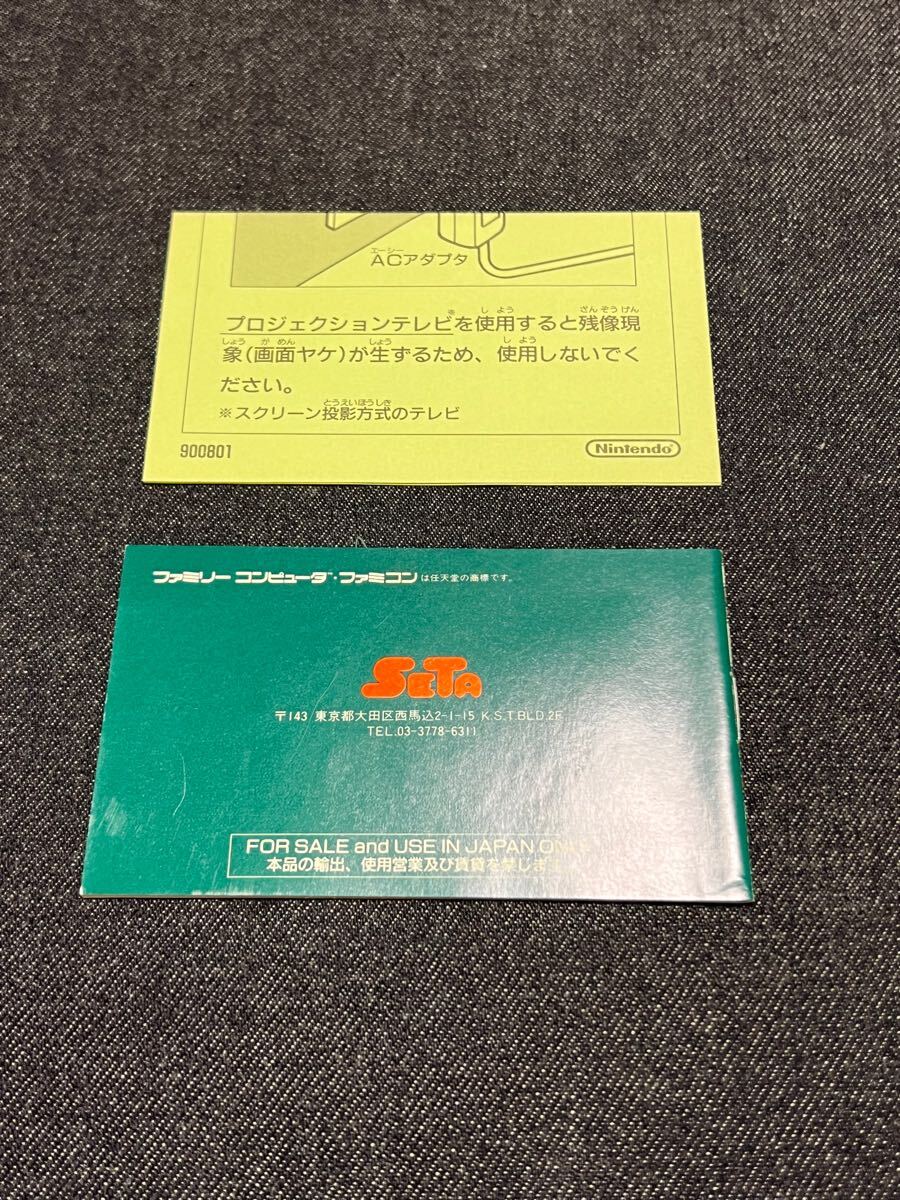 エーシー
ACアダプタ
※ し よう ざん ぞう げん
プロジェクションテレビを使用すると残像現
しょう が めん しょう し よう
象(画面ヤケ)が生ずるため、使用しないでく
ださい。
とうえいほうしき
※スクリーン投影方式のテレビ
900801
Nintendo
ファミリーコンピュータ・ファミコンは任天堂の商標です。
SETA
〒143 東京都大田区西馬込2-1-15 K.S.T.BLD.2F
TEL.03-3778-6311
FOR SALE and USE IN JAPAN ONLY
本品の輸出、使用営業及び賃貸を禁じます